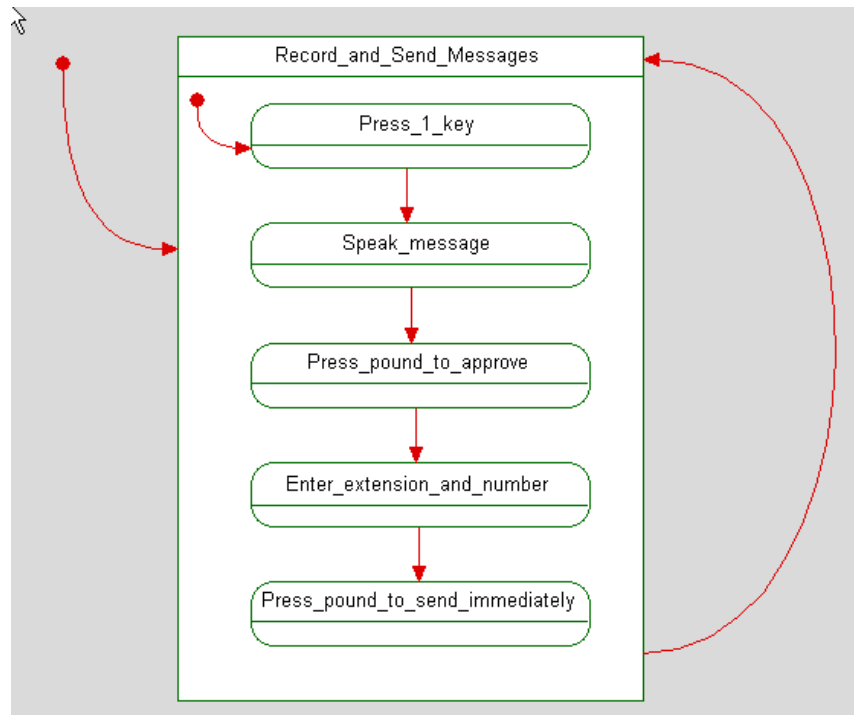 Record_and_Send_Messages
Press_1_key
Speak_message
Press_pound_to_approve
Enter_extension_and_number
Press_pound_to_send_immediately